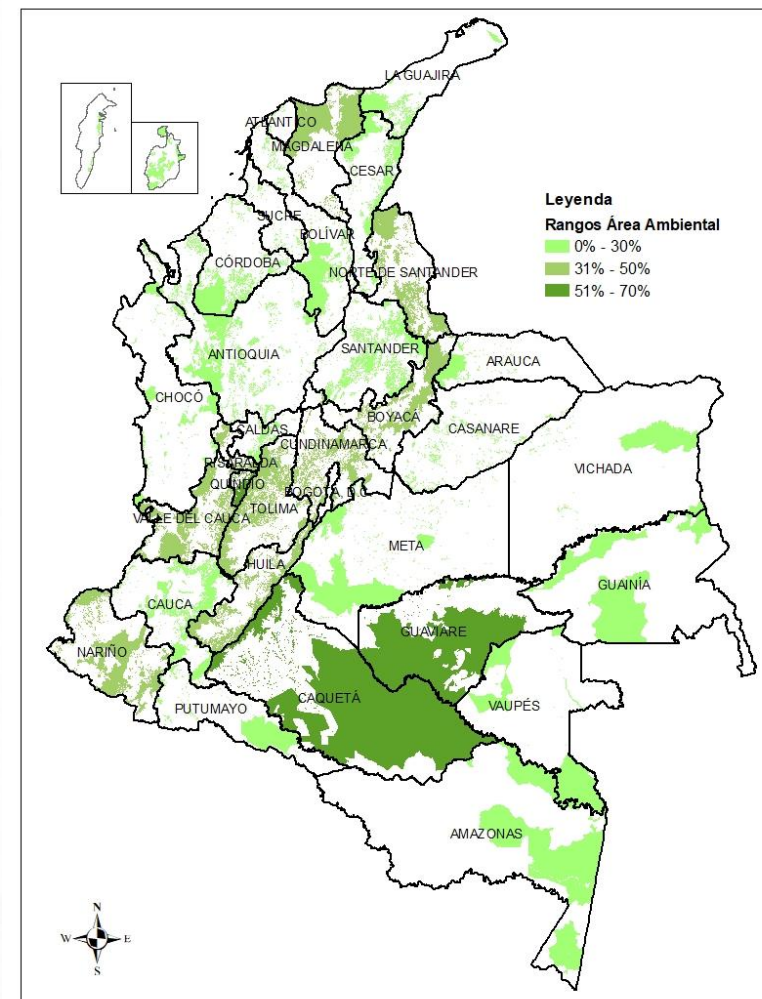 LA GUAJIRA
ATLÁNTICO
MAGDALENA
CESAR
Leyenda
Rangos Área Ambiental
0% - 30%
31% - 50%
51% - 70%
SUCRE
BOLÍVAR
CÓRDOBA
NORTE DE SANTANDER
ANTIOQUIA
SANTANDER
ARAUCA
CHOCÓ
BOYACÁ
CASANARE
CALDAS
CUNDINAMARCA
VICHADA
RISARALDA
QUINDÍO
BOGOTÁ, D.C.
TOLIMA
VALLE DEL CAUCA
META
HUILA
GUAINÍA
CAUCA
GUAVIARE
NARIÑO
CAQUETÁ
VAUPÉS
PUTUMAYO
AMAZONAS
N
W E
S